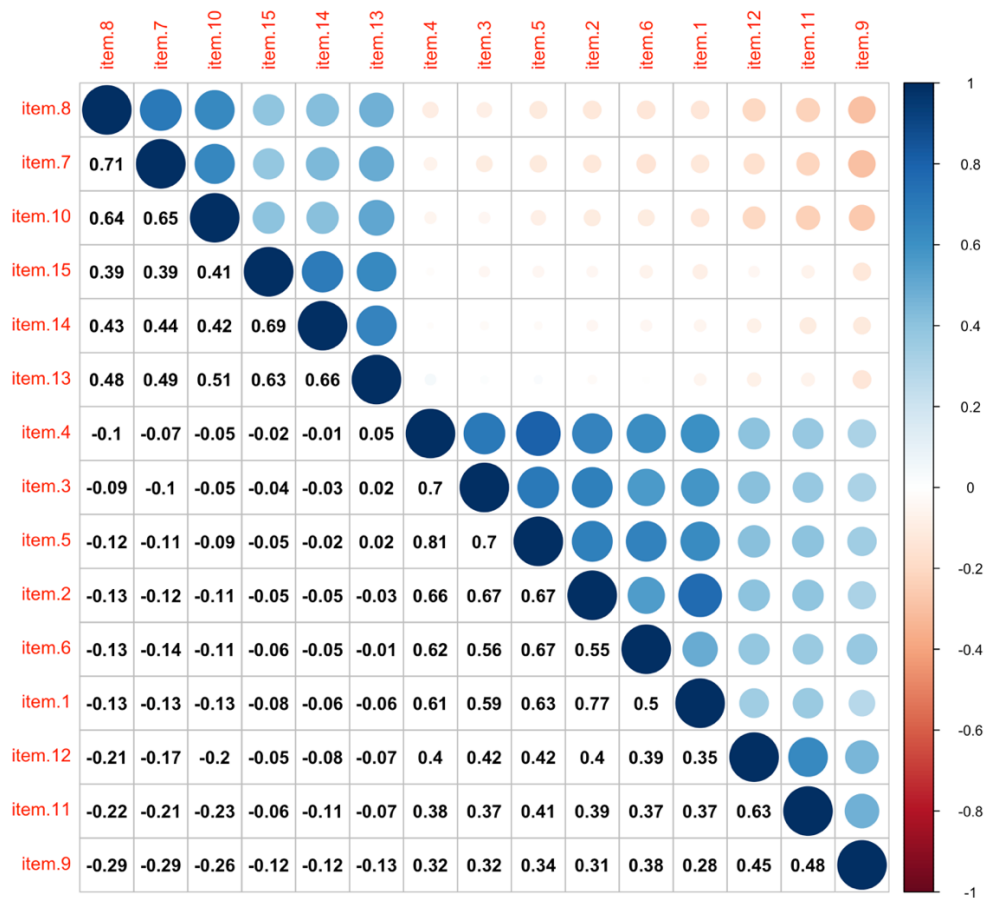 item.8 item.7 item.10 item.15 item.14 item.13 item.4 item.3 item.5 item.2 item.6 item.1 item.12 item.11 item.9
item.8
item.7 0.71
item.10 0.64 0.65
item.15 0.39 0.39 0.41
item.14 0.43 0.44 0.42 0.69
item.13 0.48 0.49 0.51 0.63 0.66
item.4 -0.1 -0.07 -0.05 -0.02 -0.01 0.05
item.3 -0.09 -0.1 -0.05 -0.04 -0.03 0.02 0.7
item.5 -0.12 -0.11 -0.09 -0.05 -0.02 0.02 0.81 0.7
item.2 -0.13 -0.12 -0.11 -0.05 -0.05 -0.03 0.66 0.67 0.67
item.6 -0.13 -0.14 -0.11 -0.06 -0.05 -0.01 0.62 0.56 0.67 0.55
item.1 -0.13 -0.13 -0.13 -0.08 -0.06 -0.06 0.61 0.59 0.63 0.77 0.5
item.12 -0.21 -0.17 -0.2 -0.05 -0.08 -0.07 0.4 0.42 0.42 0.4 0.39 0.35
item.11 -0.22 -0.21 -0.23 -0.06 -0.11 -0.07 0.38 0.37 0.41 0.39 0.37 0.37 0.63
item.9 -0.29 -0.29 -0.26 -0.12 -0.12 -0.13 0.32 0.32 0.34 0.31 0.38 0.28 0.45 0.48
1
0.8
0.6
0.4
0.2
0
-0.2
-0.4
-0.6
-0.8
-1